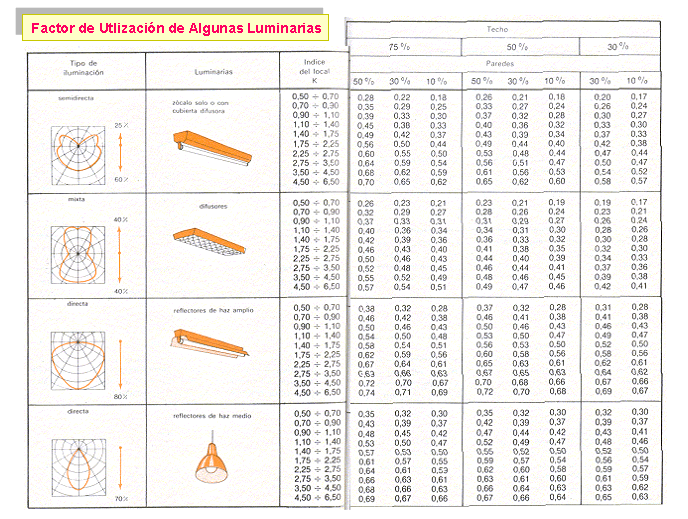 Factor de Utlización de Algunas Luminarias
Techo
75 % 50 % 30 %
Tipo de iluminación Luminarias Indice del local K Paredes
50 % 30 % 10 % 50 % 30 % 10 % 30 % 10 %
semidirecta
25 %
60 %
zócalo solo o con
cubierta difusora
0,50 ÷ 0,70 0,28 0,22 0,18 0,26 0,21 0,18 0,20 0,17
0,70 ÷ 0,90 0,35 0,29 0,25 0,33 0,27 0,24 0,26 0,24
0,90 ÷ 1,10 0,39 0,33 0,30 0,37 0,32 0,28 0,30 0,27
1,10 ÷ 1,40 0,45 0,38 0,33 0,40 0,36 0,32 0,33 0,30
1,40 ÷ 1,75 0,49 0,42 0,37 0,43 0,39 0,34 0,37 0,33
1,75 ÷ 2,25 0,56 0,50 0,44 0,49 0,44 0,40 0,42 0,38
2,25 ÷ 2,75 0,60 0,55 0,50 0,53 0,48 0,44 0,47 0,44
2,75 ÷ 3,50 0,64 0,59 0,54 0,56 0,51 0,47 0,50 0,47
3,50 ÷ 4,50 0,68 0,62 0,59 0,61 0,56 0,53 0,54 0,52
4,50 ÷ 6,50 0,70 0,65 0,62 0,65 0,62 0,60 0,58 0,57
mixta
40 %
40 %
difusores
0,50 ÷ 0,70 0,26 0,23 0,21 0,23 0,21 0,19 0,19 0,17
0,70 ÷ 0,90 0,32 0,29 0,27 0,28 0,26 0,24 0,23 0,21
0,90 ÷ 1,10 0,37 0,33 0,31 0,31 0,29 0,27 0,26 0,24
1,10 ÷ 1,40 0,40 0,36 0,34 0,34 0,31 0,30 0,28 0,26
1,40 ÷ 1,75 0,42 0,39 0,36 0,36 0,33 0,32 0,30 0,28
1,75 ÷ 2,25 0,46 0,43 0,40 0,41 0,38 0,35 0,32 0,30
2,25 ÷ 2,75 0,50 0,46 0,43 0,44 0,40 0,39 0,34 0,33
2,75 ÷ 3,50 0,52 0,48 0,45 0,46 0,44 0,41 0,37 0,36
3,50 ÷ 4,50 0,55 0,52 0,49 0,48 0,46 0,45 0,39 0,38
4,50 ÷ 6,50 0,57 0,54 0,51 0,49 0,47 0,46 0,42 0,41
directa
80 %
reflectores de haz amplio
0,50 ÷ 0,70 0,38 0,32 0,28 0,37 0,32 0,28 0,31 0,28
0,70 ÷ 0,90 0,46 0,42 0,38 0,46 0,41 0,38 0,41 0,38
0,90 ÷ 1,10 0,50 0,46 0,43 0,50 0,46 0,43 0,46 0,43
1,10 ÷ 1,40 0,54 0,50 0,48 0,53 0,50 0,47 0,49 0,47
1,40 ÷ 1,75 0,58 0,54 0,51 0,56 0,53 0,50 0,52 0,50
1,75 ÷ 2,25 0,62 0,59 0,56 0,60 0,58 0,56 0,58 0,56
2,25 ÷ 2,75 0,67 0,64 0,61 0,65 0,63 0,61 0,62 0,61
2,75 ÷ 3,50 0,63 0,66 0,63 0,67 0,65 0,63 0,64 0,62
3,50 ÷ 4,50 0,72 0,70 0,67 0,70 0,68 0,66 0,67 0,66
4,50 ÷ 6,50 0,74 0,71 0,69 0,72 0,70 0,68 0,69 0,67
directa
70 %
reflectores de haz medio
0,50 ÷ 0,70 0,35 0,32 0,30 0,35 0,32 0,30 0,32 0,30
0,70 ÷ 0,90 0,43 0,39 0,37 0,42 0,39 0,37 0,39 0,37
0,90 ÷ 1,10 0,48 0,45 0,42 0,47 0,44 0,42 0,43 0,41
1,10 ÷ 1,40 0,53 0,50 0,47 0,52 0,49 0,47 0,48 0,46
1,40 ÷ 1,75 0,57 0,53 0,50 0,55 0,52 0,50 0,52 0,50
1,75 ÷ 2,25 0,61 0,57 0,55 0,59 0,57 0,54 0,56 0,54
2,25 ÷ 2,75 0,64 0,61 0,59 0,62 0,60 0,58 0,59 0,57
2,75 ÷ 3,50 0,66 0,63 0,61 0,63 0,61 0,60 0,61 0,59
3,50 ÷ 4,50 0,68 0,66 0,63 0,66 0,64 0,63 0,63 0,62
4,50 ÷ 6,50 0,69 0,67 0,66 0,67 0,66 0,64 0,65 0,63